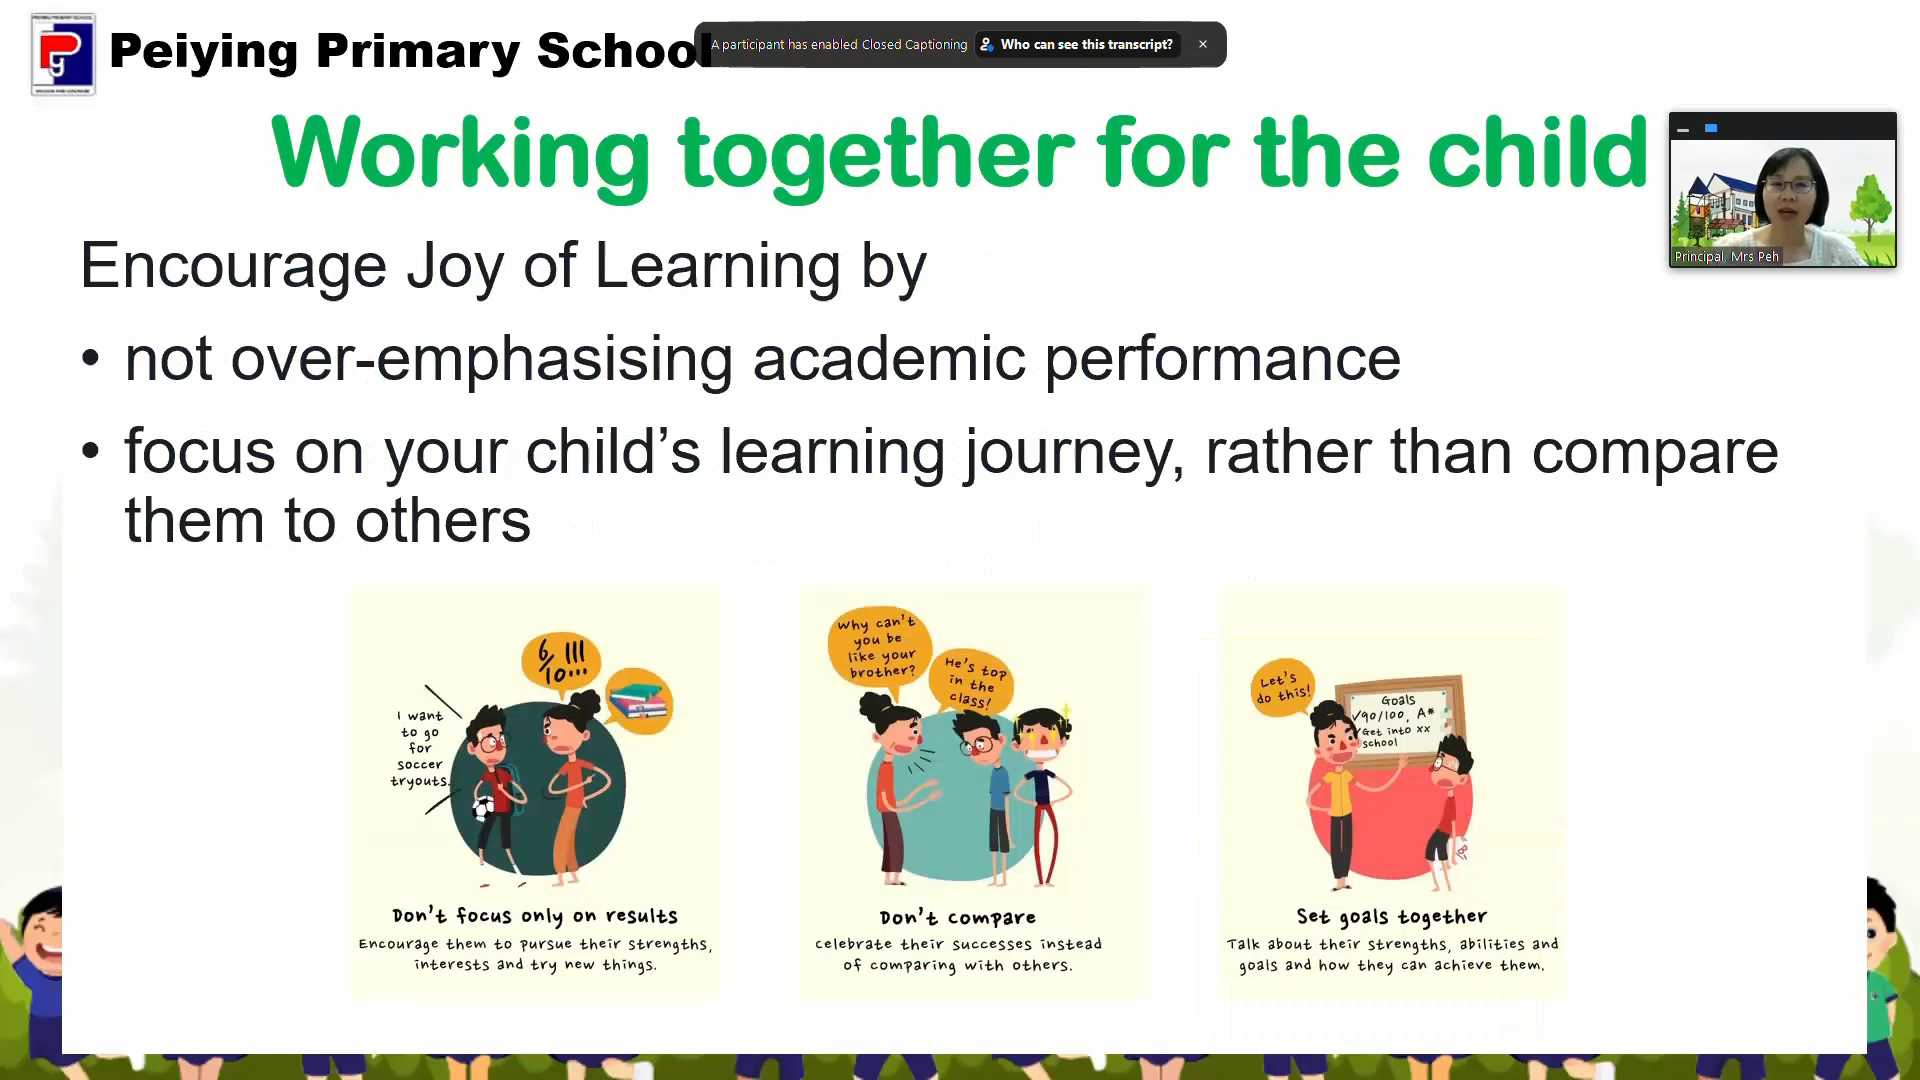 Peiying Primary School
A participant has enabled Closed Captioning
Who can see this transcript?
Working together for the child
Principal, Mrs Peh
Encourage Joy of Learning by
• not over-emphasising academic performance
• focus on your child’s learning journey, rather than compare
them to others
I want
to go
for
soccer
tryouts.
6/10!!!
Don't focus only on results
Encourage them to pursue their strengths,
interests and try new things.
Why can't
you be
like your
brother?
He's top
in the
class!
Don't compare
celebrate their successes instead
of comparing with others.
Let's
do this!
Goals
✓90/100, A*
✓Get into xx
school
Set goals together
Talk about their strengths, abilities and
goals and how they can achieve them.